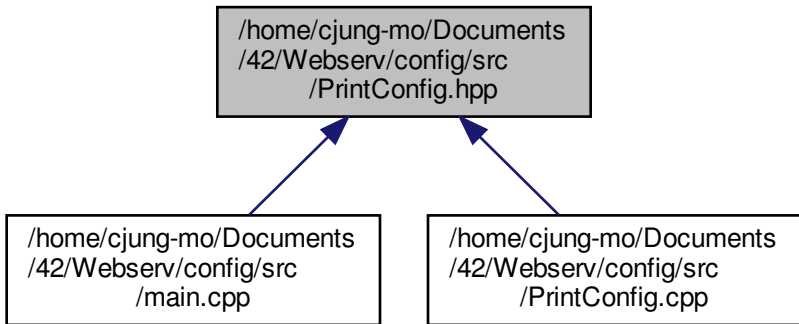 /home/cjung-mo/Documents
/42/Webserv/config/src
/PrintConfig.hpp
/home/cjung-mo/Documents
/42/Webserv/config/src
/main.cpp
/home/cjung-mo/Documents
/42/Webserv/config/src
/PrintConfig.cpp